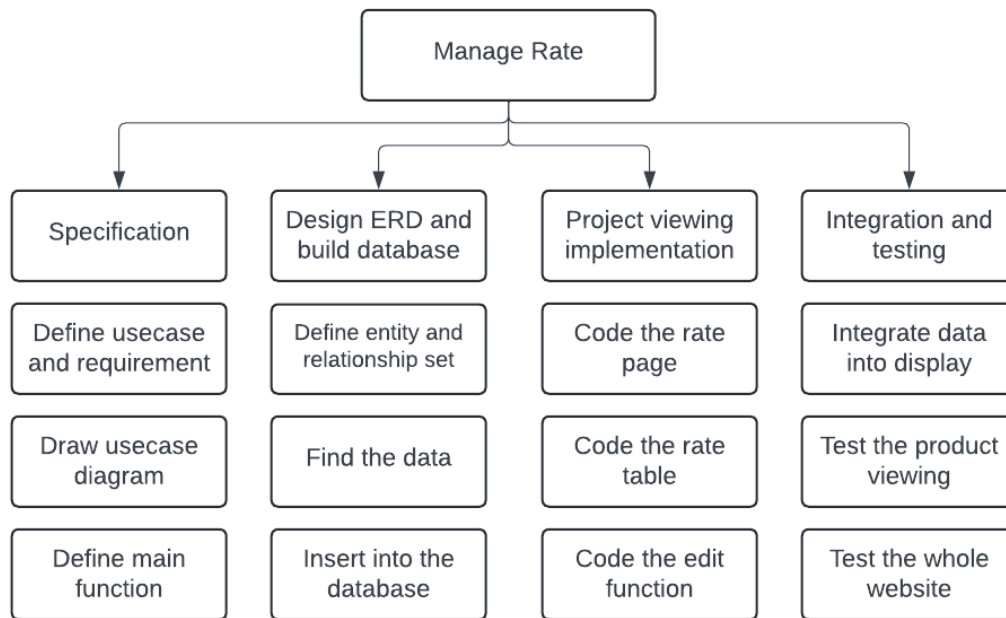 Manage Rate
Specification
Design ERD and
build database
Project viewing
implementation
Integration and
testing
Define usecase
and requirement
Define entity and
relationship set
Code the rate
page
Integrate data
into display
Draw usecase
diagram
Find the data
Code the rate
table
Test the product
viewing
Define main
function
Insert into the
database
Code the edit
function
Test the whole
website